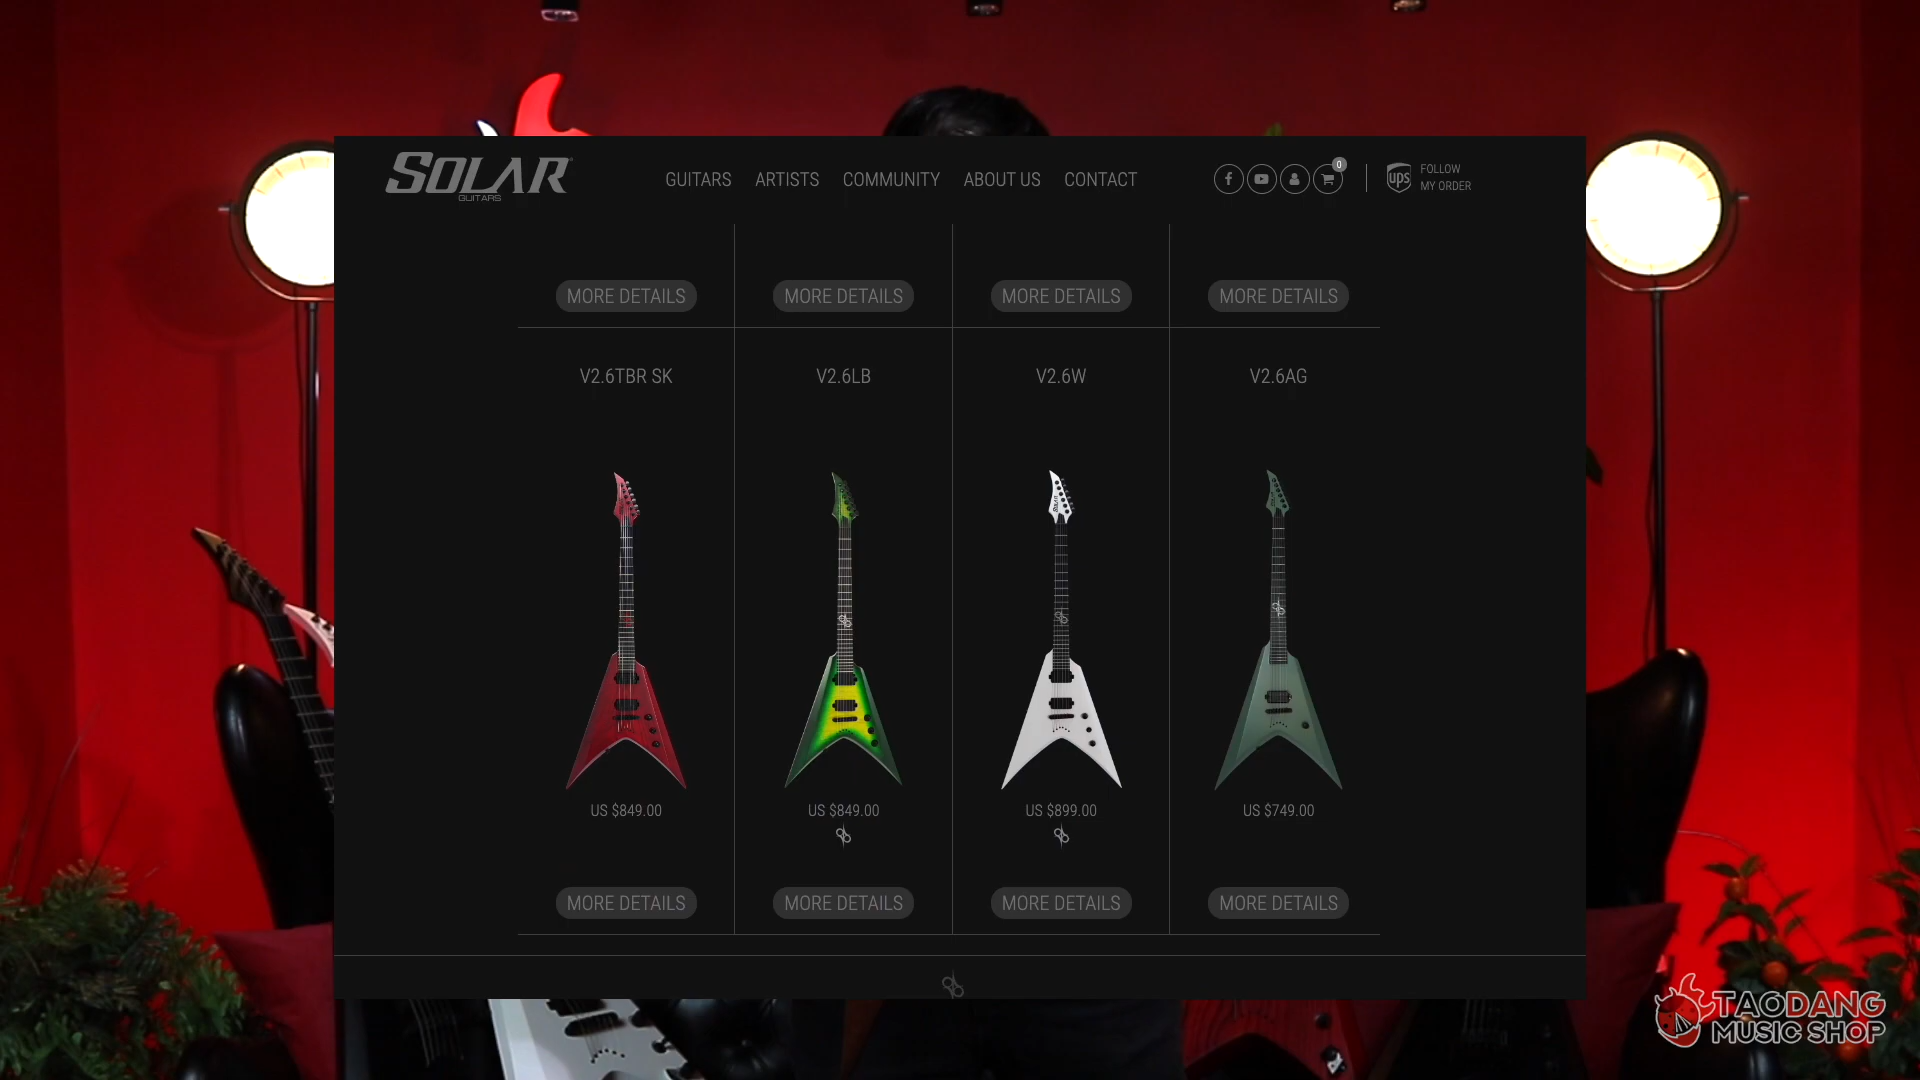 SOLAR
GUITARS
GUITARS ARTISTS COMMUNITY ABOUT US CONTACT
0
ups
FOLLOW
MY ORDER
MORE DETAILS MORE DETAILS MORE DETAILS MORE DETAILS
V2.6TBR SK V2.6LB V2.6W V2.6AG
SOLAR
US $849.00 US $849.00 US $899.00 US $749.00
MORE DETAILS MORE DETAILS MORE DETAILS MORE DETAILS
TAODANG
MUSIC SHOP